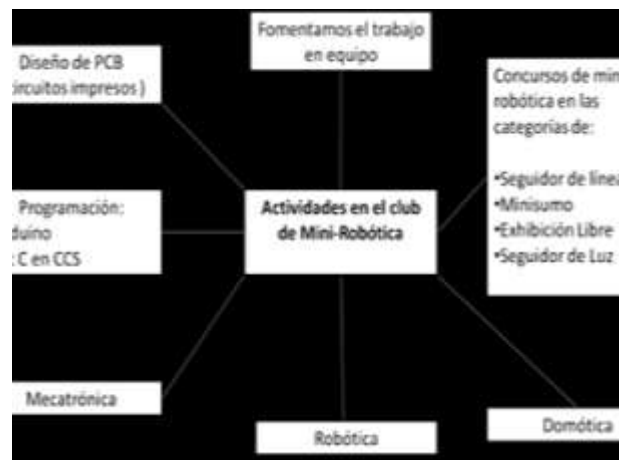 Fomentamos el trabajo
en equipo
Diseño de PCB
circuitos impresos )
Concursos de min
robótica en las
categorías de:
•Seguidor de línea
•Minisumo
•Exhibición Libre
•Seguidor de Luz
Programación:
duino
C en CCS
Actividades en el club
de Mini-Robótica
Mecatrónica
Robótica
Domótica